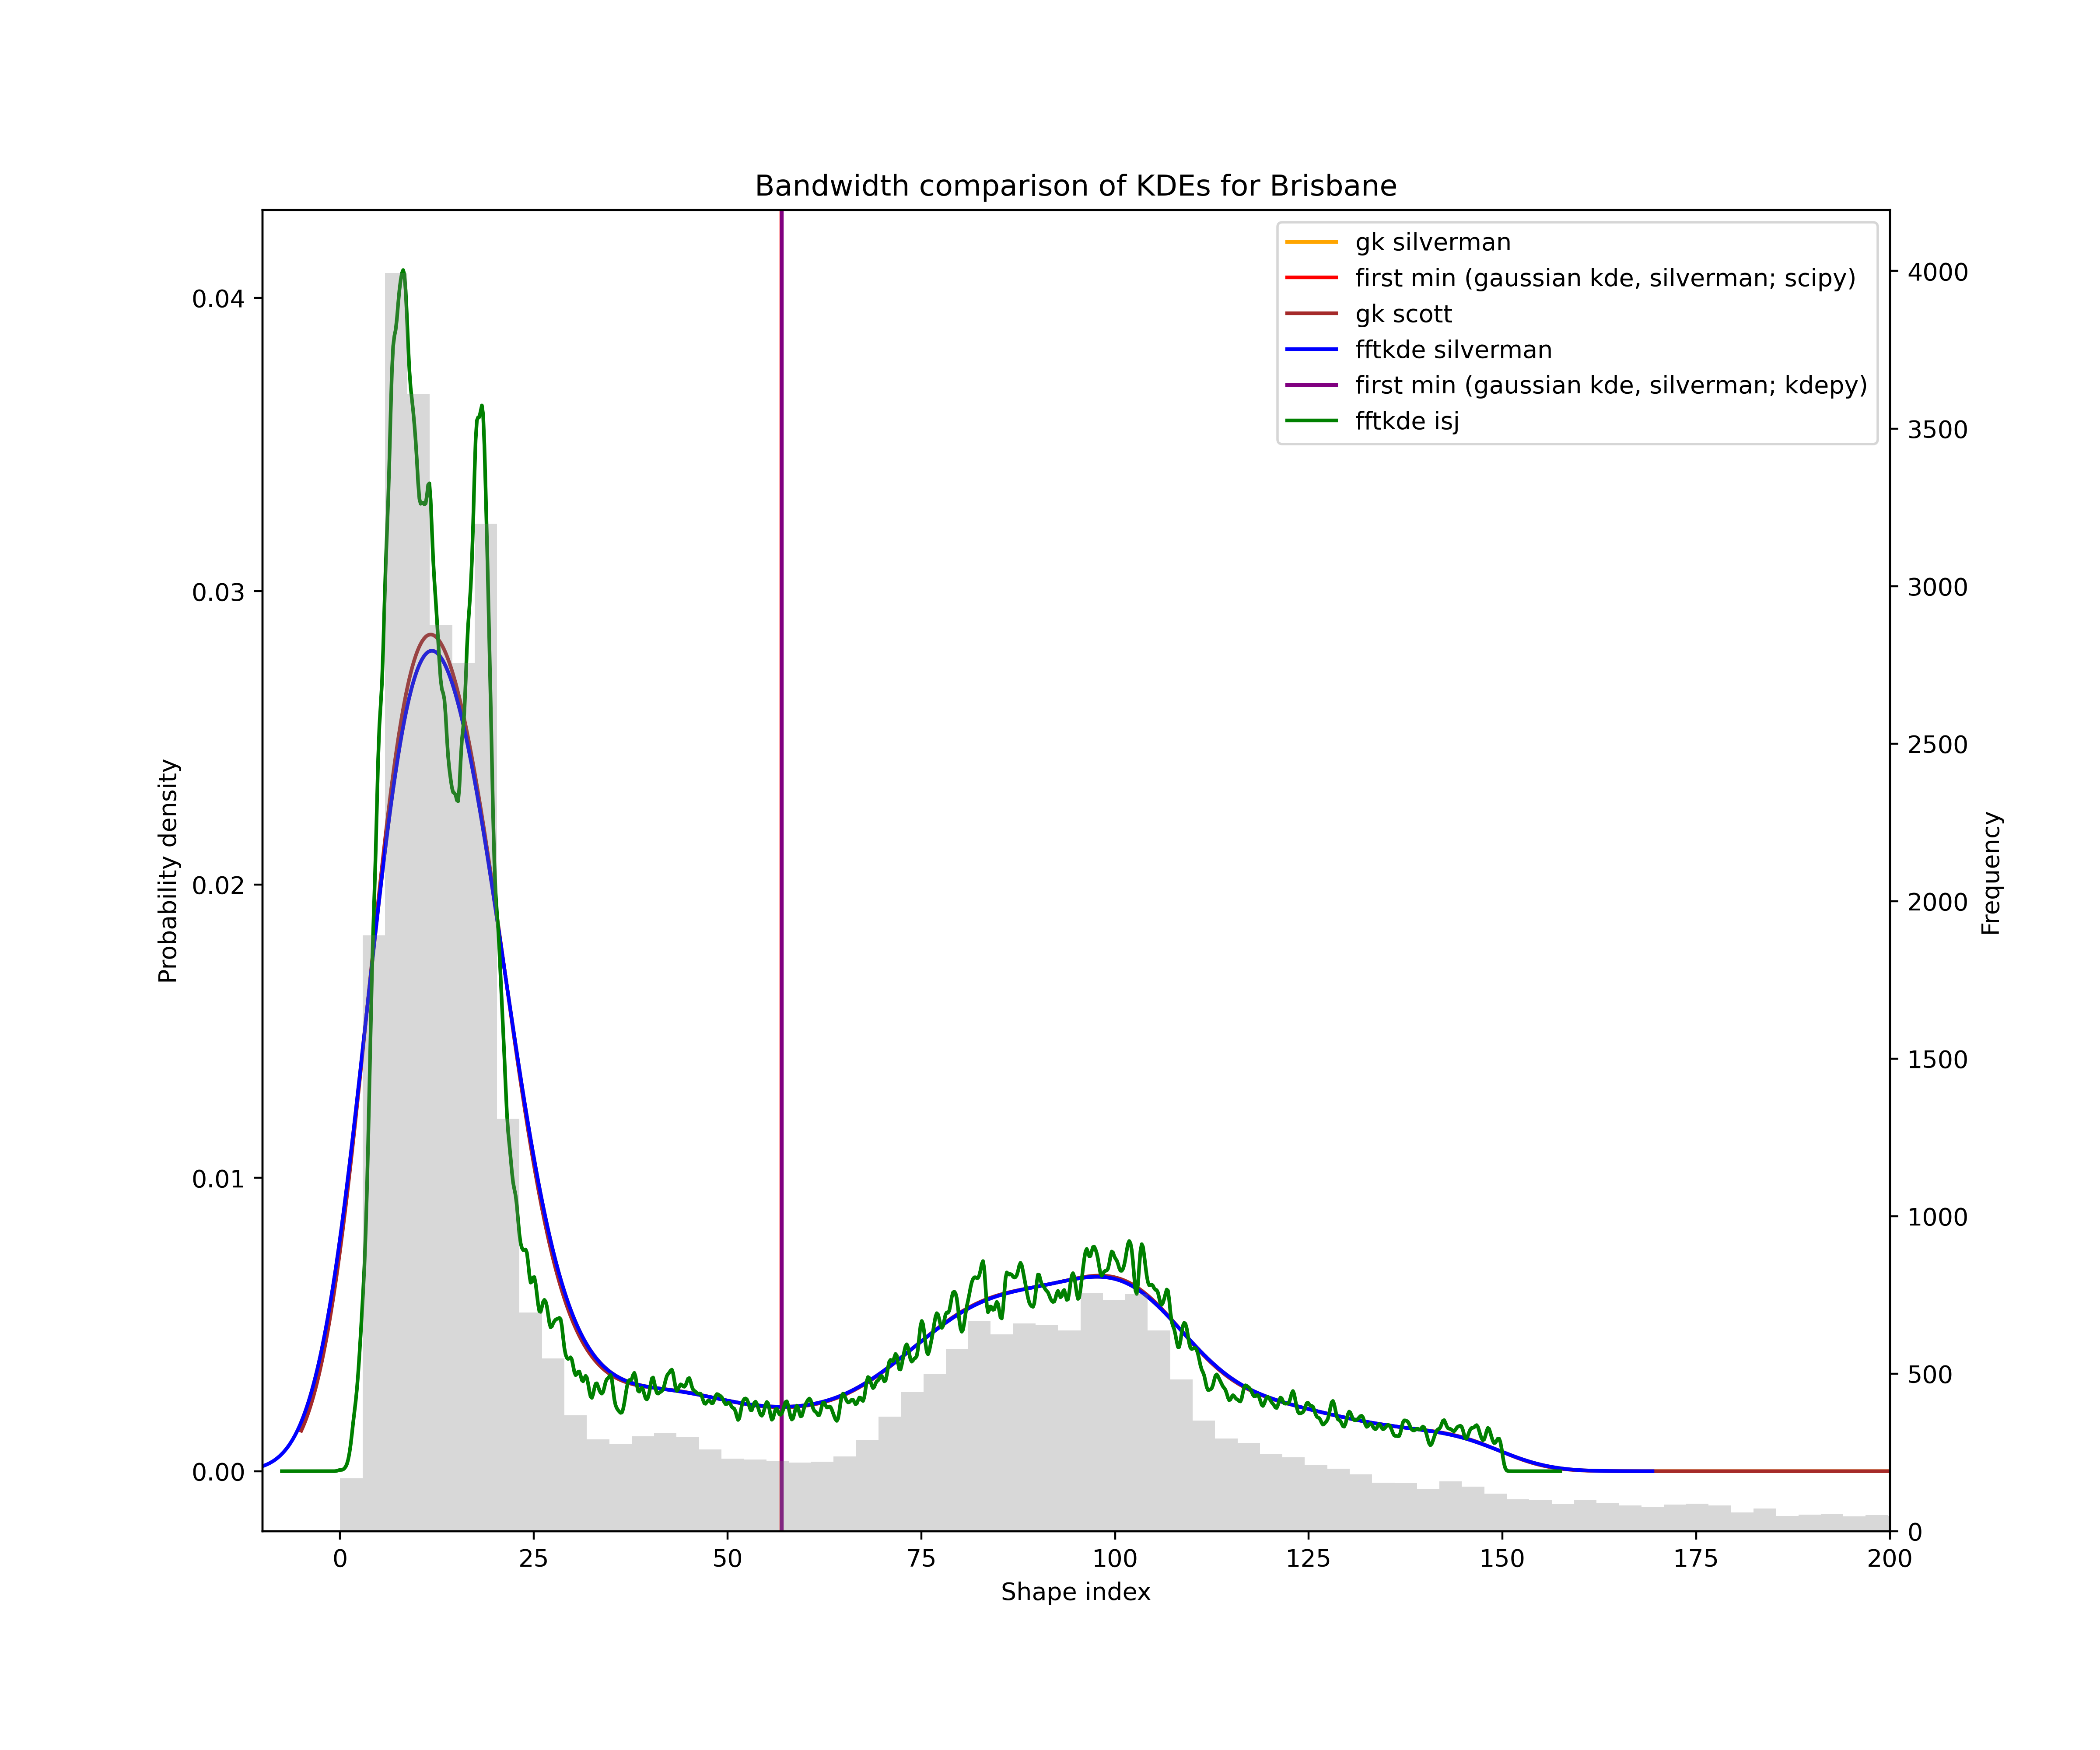 Bandwidth comparison of KDEs for Brisbane
gk silverman
first min (gaussian kde, silverman; scipy)
gk scott
fftkde silverman
first min (gaussian kde, silverman; kdepy)
fftkde isj
0.04
0.03
0.02
0.01
0.00
Probability density
4000
3500
3000
2500
2000
1500
1000
500
0
Frequency
0 25 50 75 100 125 150 175 200
Shape index